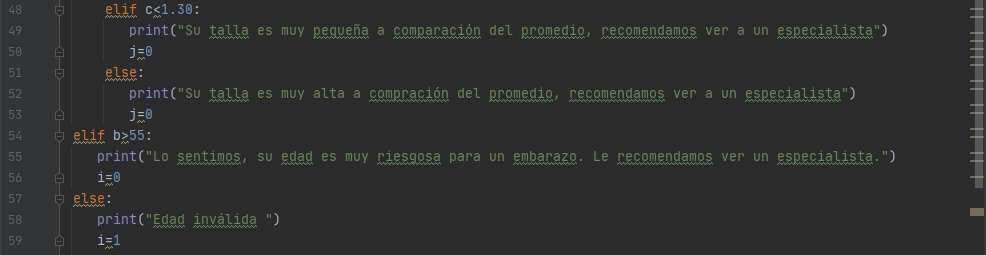 48 elif c<1.30:
49 print("Su talla es muy pequeña a comparación del promedio, recomendamos ver a un especialista")
50 j=0
51 else:
52 print("Su talla es muy alta a compración del promedio, recomendamos ver a un especialista")
53 j=0
54 elif b>55:
55 print("Lo sentimos, su edad es muy riesgosa para un embarazo. Le recomendamos ver un especialista.")
56 i=0
57 else:
58 print("Edad inválida ")
59 i=1